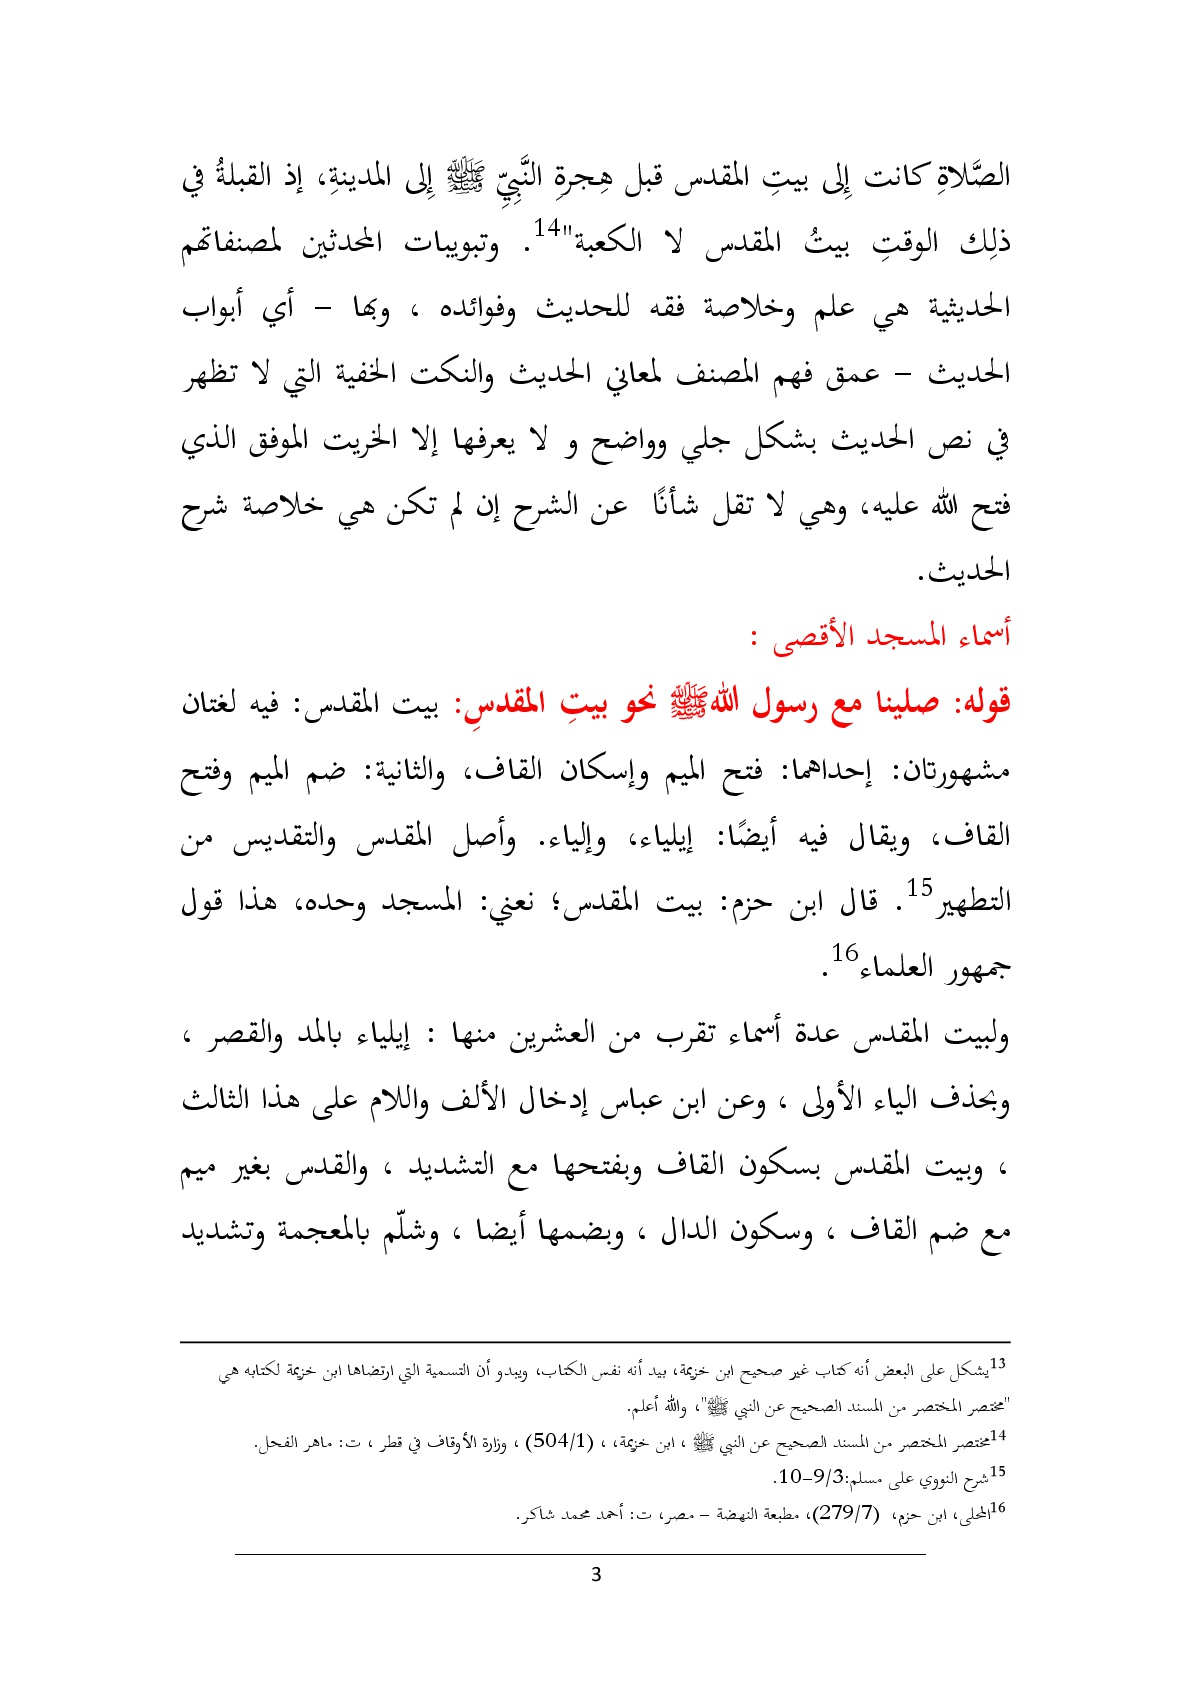 الصَّلاةِ كانت إِلى بيتِ المقدس قبل هِجرةِ النَّبِيِّ ﷺ إِلى المدينةِ، إذ القبلةُ في
ذلِك الوقتِ بيتُ المقدس لا الكعبة"14. وتبويبات المحدثين لمصنفاتهم
الحديثية هي علم وخلاصة فقه للحديث وفوائده ، وبها – أي أبواب
الحديث – عمق فهم المصنف لمعاني الحديث والنكت الخفية التي لا تظهر
في نص الحديث بشكل جلي وواضح و لا يعرفها إلا الخريت الموفق الذي
فتح الله عليه، وهي لا تقل شأنًا عن الشرح إن لم تكن هي خلاصة شرح
الحديث.
أسماء المسجد الأقصى :
قوله: صلينا مع رسول اللهﷺ نحو بيتِ المقدسِ: بيت المقدس: فيه لغتان
مشهورتان: إحداهما: فتح الميم وإسكان القاف، والثانية: ضم الميم وفتح
القاف، ويقال فيه أيضًا: إيلياء، وإلياء. وأصل المقدس والتقديس من
التطهير15. قال ابن حزم: بيت المقدس؛ نعني: المسجد وحده، هذا قول
جمهور العلماء16.
ولبيت المقدس عدة أسماء تقرب من العشرين منها : إيلياء بالمد والقصر ،
وبحذف الياء الأولى ، وعن ابن عباس إدخال الألف واللام على هذا الثالث
، وبيت المقدس بسكون القاف وبفتحها مع التشديد ، والقدس بغير ميم
مع ضم القاف ، وسكون الدال ، وبضمها أيضا ، وشلّم بالمعجمة وتشديد
13يشكل على البعض أنه كتاب غير صحيح ابن خزيمة، بيد أنه نفس الكتاب، ويبدو أن التسمية التي ارتضاها ابن خزيمة لكتابه هي
"مختصر المختصر من المسند الصحيح عن النبي ﷺ"، والله أعلم.
14مختصر المختصر من المسند الصحيح عن النبي ﷺ ، ابن خزيمة، ، (504/1) ، وزارة الأوقاف في قطر ، ت: ماهر الفحل.
15شرح النووي على مسلم:9/3–10.
16المحلى، ابن حزم، (279/7)، مطبعة النهضة – مصر، ت: أحمد محمد شاكر.
3